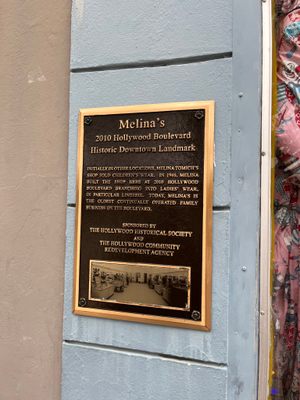 Melina's
2010 Hollywood Boulevard
Historic Downtown Landmark
INITIALLY IN OTHER LOCATIONS, MELINA TOMICH'S
SHOP SOLD CHILDREN'S WEAR. IN 1960, MELINA
BUILT THE SHOP HERE AT 2010 HOLLYWOOD
BOULEVARD BRANCHING INTO LADIES' WEAR,
IN PARTICULAR LINGERIE. TODAY, MELINA'S IS
THE OLDEST CONTINUALLY OPERATED FAMILY
BUSINESS ON THE BOULEVARD.
SPONSORED BY
THE HOLLYWOOD HISTORICAL SOCIETY
AND
THE HOLLYWOOD COMMUNITY
REDEVELOPMENT AGENCY